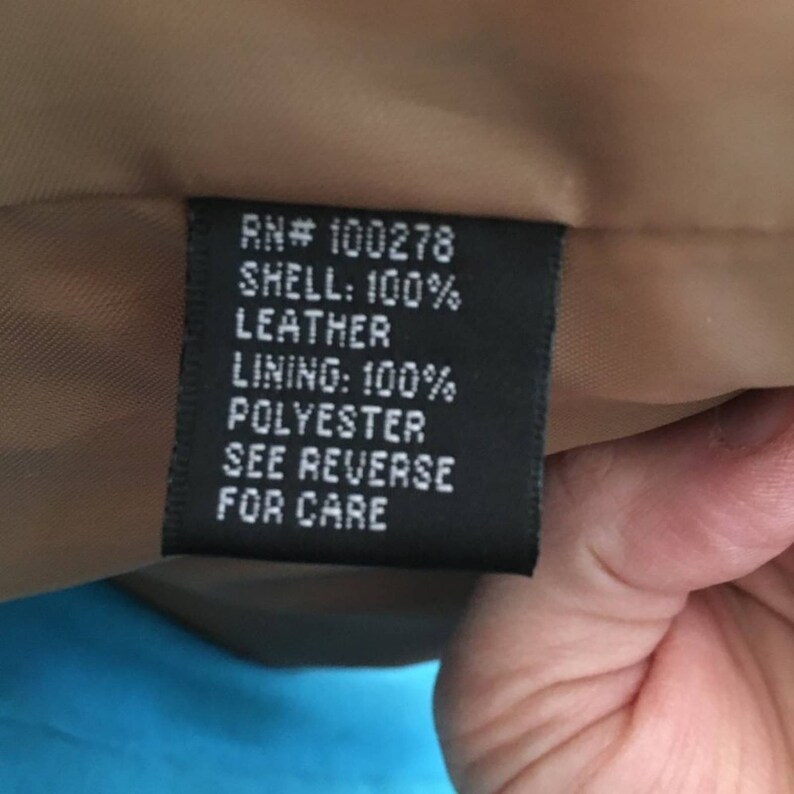 RN# 100278
SHELL: 100%
LEATHER
LINING: 100%
POLYESTER
SEE REVERSE
FOR CARE